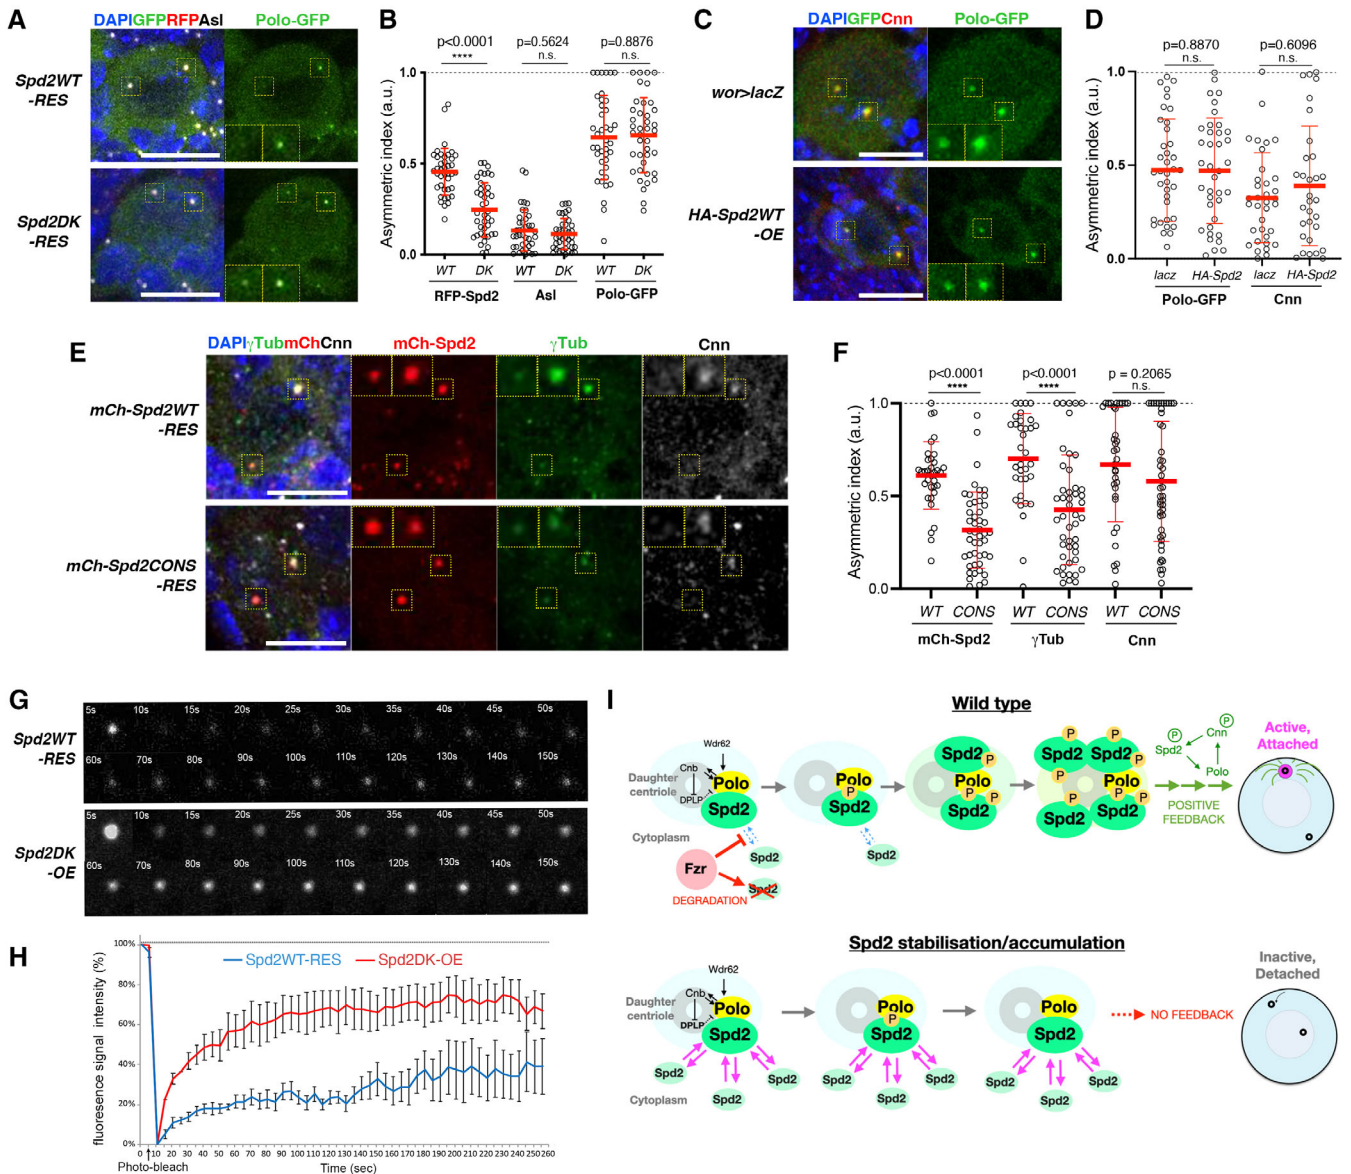 A
DAPIGFPRFPAsl
Polo-GFP
Spd2WT
-RES
Spd2DK
-RES
B
p<0.0001
p=0.5624
p=0.8876
****
n.s.
n.s.
Asymmetric index (a.u.)
1.0
0.5
0.0
WT
DK
WT
DK
WT
DK
RFP-Spd2
Asl
Polo-GFP
C
DAPIGFPCnn
Polo-GFP
wor>lacZ
HA-Spd2WT
-OE
D
p=0.8870
p=0.6096
n.s.
n.s.
Asymmetric index (a.u.)
1.0
0.5
0.0
lacz
HA-Spd2
lacz
HA-Spd2
Polo-GFP
Cnn
E
DAPIγTubmChCnn
mCh-Spd2
γTub
Cnn
mCh-Spd2WT
-RES
mCh-Spd2CONS
-RES
F
p<0.0001
p<0.0001
p = 0.2065
****
****
n.s.
Asymmetric index (a.u.)
1.0
0.5
0.0
WT
CONS
WT
CONS
WT
CONS
mCh-Spd2
γTub
Cnn
G
Spd2WT
-RES
5s 10s 15s 20s 25s 30s 35s 40s 45s 50s
60s 70s 80s 90s 100s 110s 120s 130s 140s 150s
Spd2DK
-OE
5s 10s 15s 20s 25s 30s 35s 40s 45s 50s
60s 70s 80s 90s 100s 110s 120s 130s 140s 150s
H
Spd2WT-RES
Spd2DK-OE
fluoresence signal intensity (%)
100%
80%
60%
40%
20%
0%
0 10 20 30 40 50 60 70 80 90 100 110 120 130 140 150 160 170 180 190 200 210 220 230 240 250 260
Photo-bleach
Time (sec)
I
Wild type
Daughter
centriole
Wdr62
Cnb
DPLP
Polo
Spd2
Cytoplasm
Spd2
Fzr
Spd2
DEGRADATION
Polo
P
Spd2
Spd2
Spd2
P
Polo
P
P
Spd2
P
P
Spd2
Spd2
P
Polo
P
P
P
Spd2
Spd2
P
P
Cnn
Spd2
Polo
POSITIVE
FEEDBACK
Active,
Attached
Spd2 stabilisation/accumulation
Daughter
centriole
Wdr62
Cnb
DPLP
Polo
Spd2
Spd2
Spd2
Spd2
Cytoplasm
Polo
P
Spd2
Spd2
Spd2
Spd2
Polo
Spd2
Spd2
Spd2
Spd2
NO FEEDBACK
Inactive,
Detached